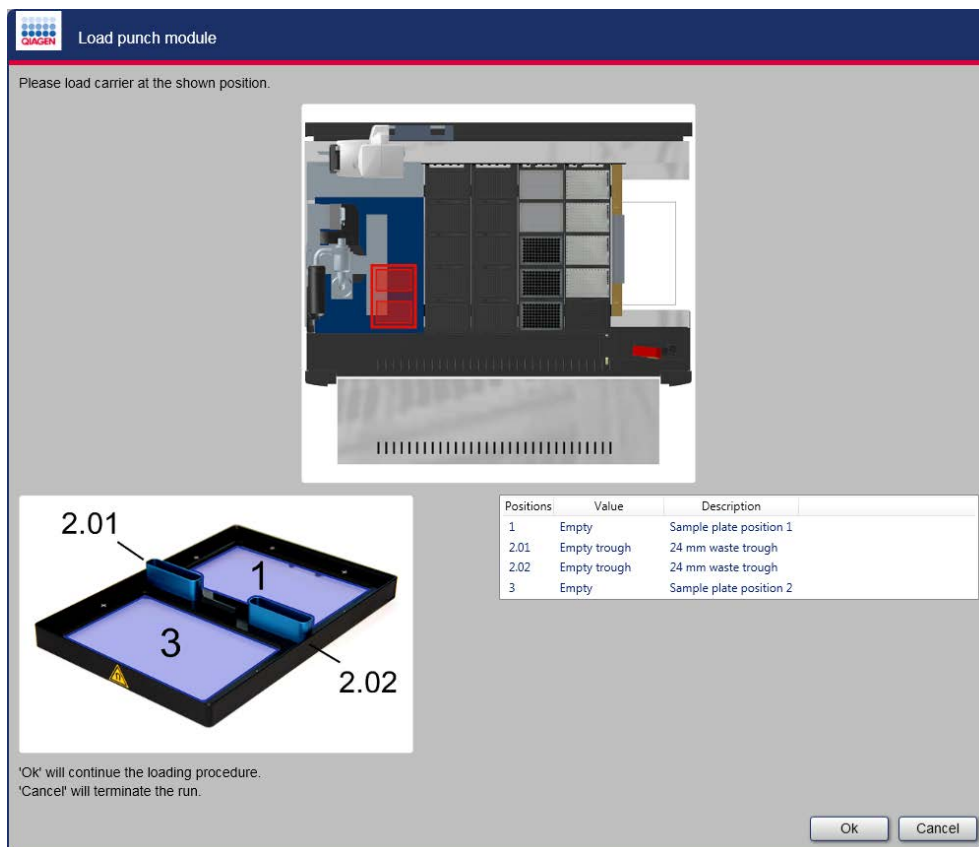 QIAGEN
Load punch module
Please load carrier at the shown position.
2.01
1
3
2.02
Positions Value Description
1 Empty Sample plate position 1
2.01 Empty trough 24 mm waste trough
2.02 Empty trough 24 mm waste trough
3 Empty Sample plate position 2
'Ok' will continue the loading procedure.
'Cancel' will terminate the run.
Ok Cancel